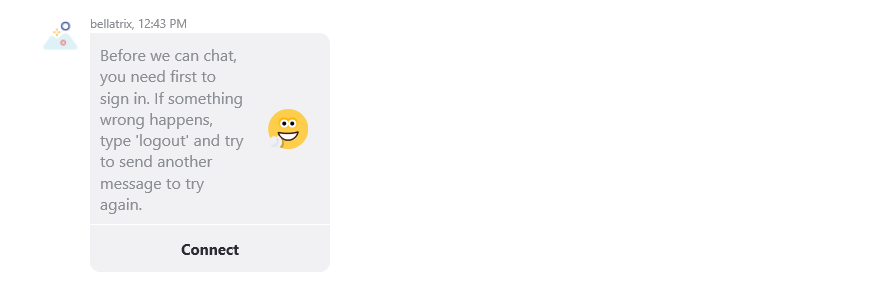 bellatrix, 12:43 PM
Before we can chat,
you need first to
sign in. If something
wrong happens,
type 'logout' and try
to send another
message to try
again.
Connect